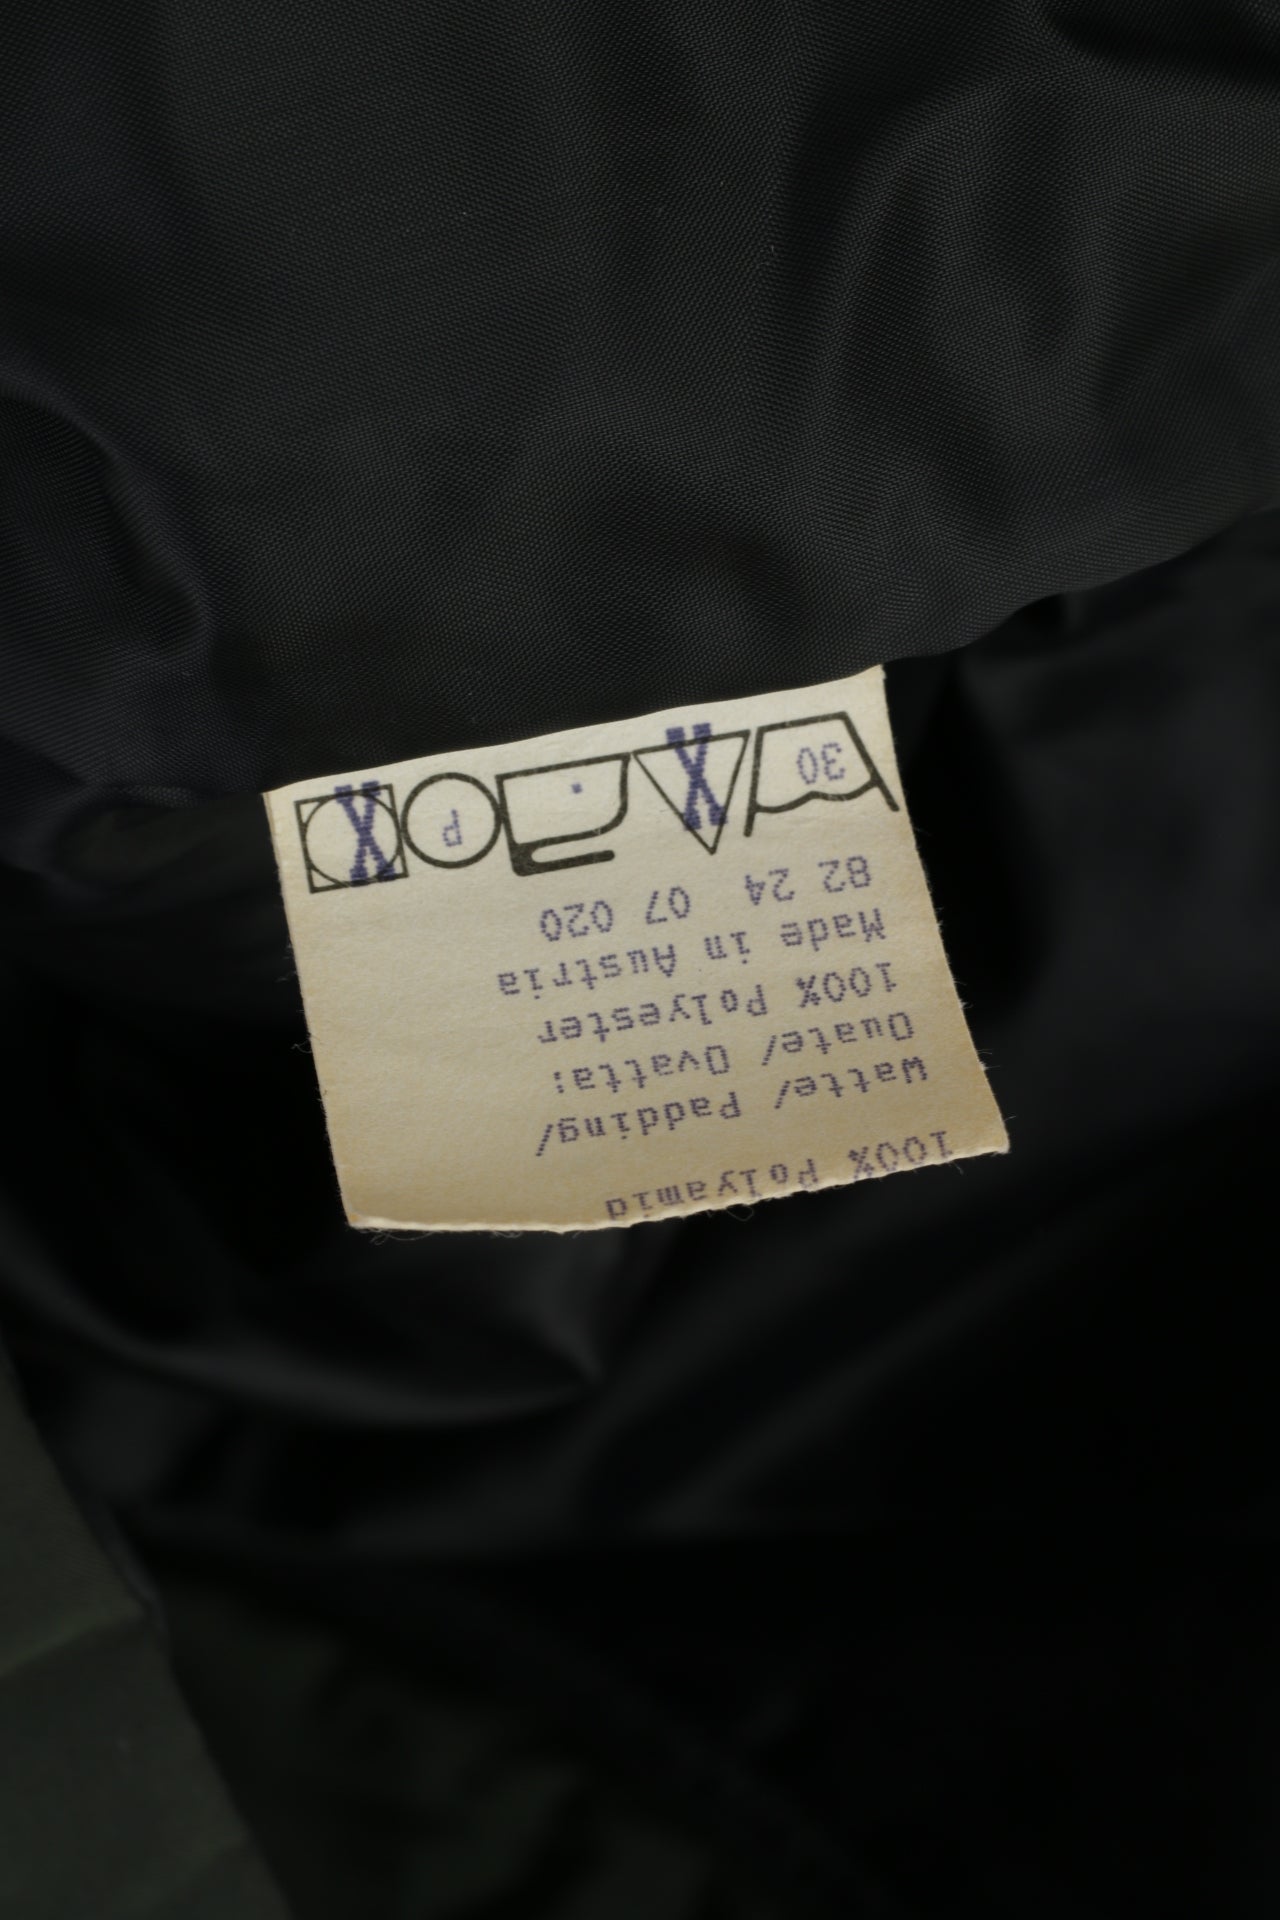 100% Polyamid
Watte/ Padding/
Ouate/ Ovatta:
100% Polyester
Made in Austria
82 24 07 020
30 P